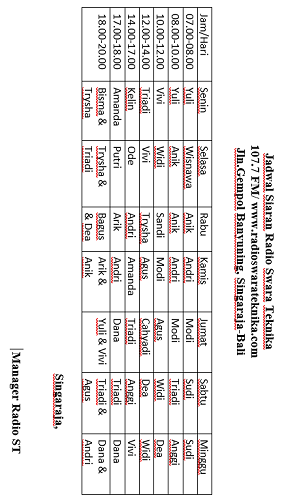 Jadwal Siaran Radio Swara Teknika
107.7 FM/ www.radioswarateknika.com
Jln.Gempol Banyuning, Singaraja-Bali
Jam/Hari Senin Selasa Rabu Kamis Jumat Sabtu Minggu
07.00-08.00 Yuli Wisnawa Anik Andri Modi Sudi Sudi
08.00-10.00 Yuli Anik Anik Andri Modi Triadi Anggi
10.00-12.00 Vivi Widi Sandi Modi Agus Widi Dea
12.00-14.00 Triadi Vivi Trysha Agus Cahyadi Dea Widi
14.00-17.00 Kelin Ode Andri Amanda Triadi Anggi Vivi
17.00-18.00 Amanda Putri Arik Andri Dana Triadi Dana
18.00-20.00 Bisma & Trysha & Bagus Arik & Yuli & Vivi Triadi & Dana &
Trysha Triadi & Dea Anik Agus Andri
Singaraja,
Manager Radio ST